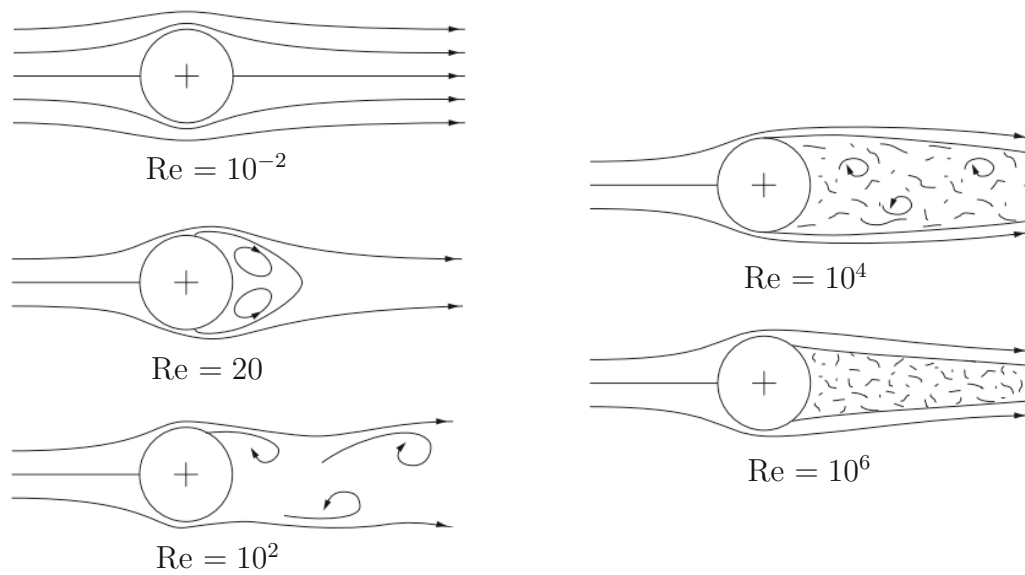 Re = 10⁻²
Re = 20
Re = 10²
Re = 10⁴
Re = 10⁶